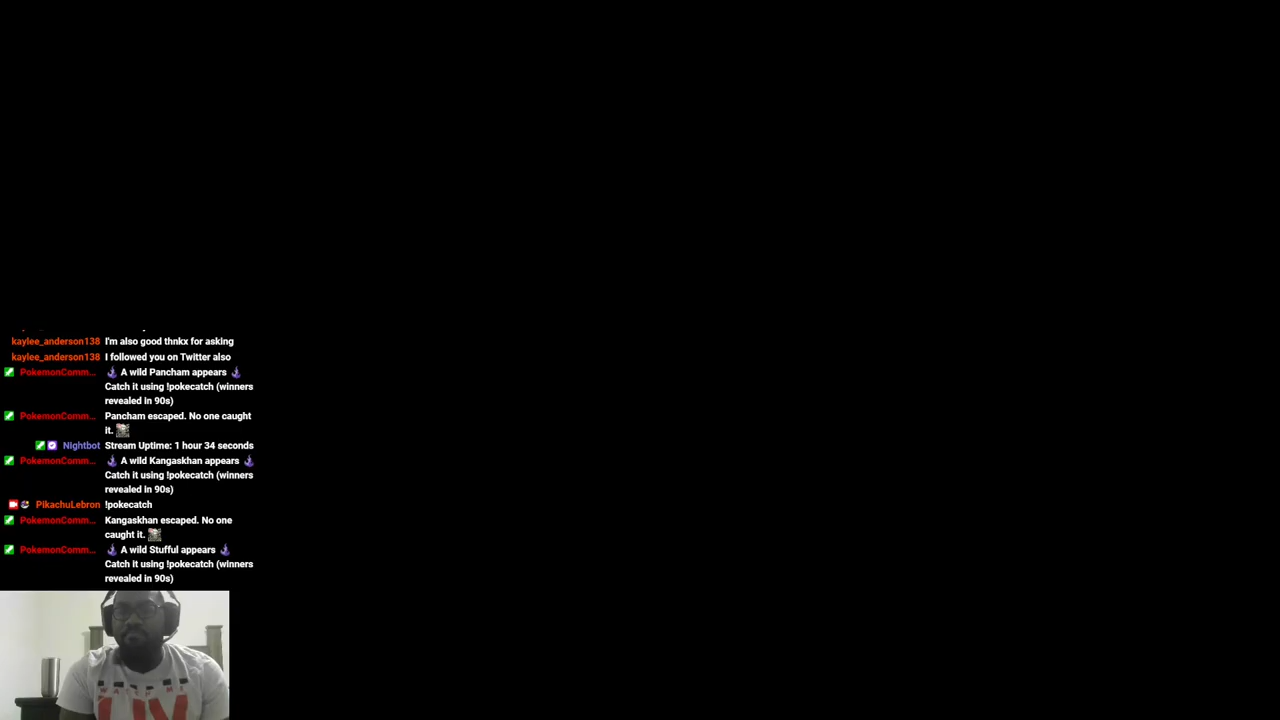 kaylee_anderson138 I'm also good thnkx for asking
kaylee_anderson138 I followed you on Twitter also
PokemonComm... A wild Pancham appears
Catch it using !pokecatch (winners
revealed in 90s)
PokemonComm... Pancham escaped. No one caught
it.
Nightbot Stream Uptime: 1 hour 34 seconds
PokemonComm... A wild Kangaskhan appears
Catch it using !pokecatch (winners
revealed in 90s)
PikachuLebron !pokecatch
PokemonComm... Kangaskhan escaped. No one
caught it.
PokemonComm... A wild Stufful appears
Catch it using !pokecatch (winners
revealed in 90s)